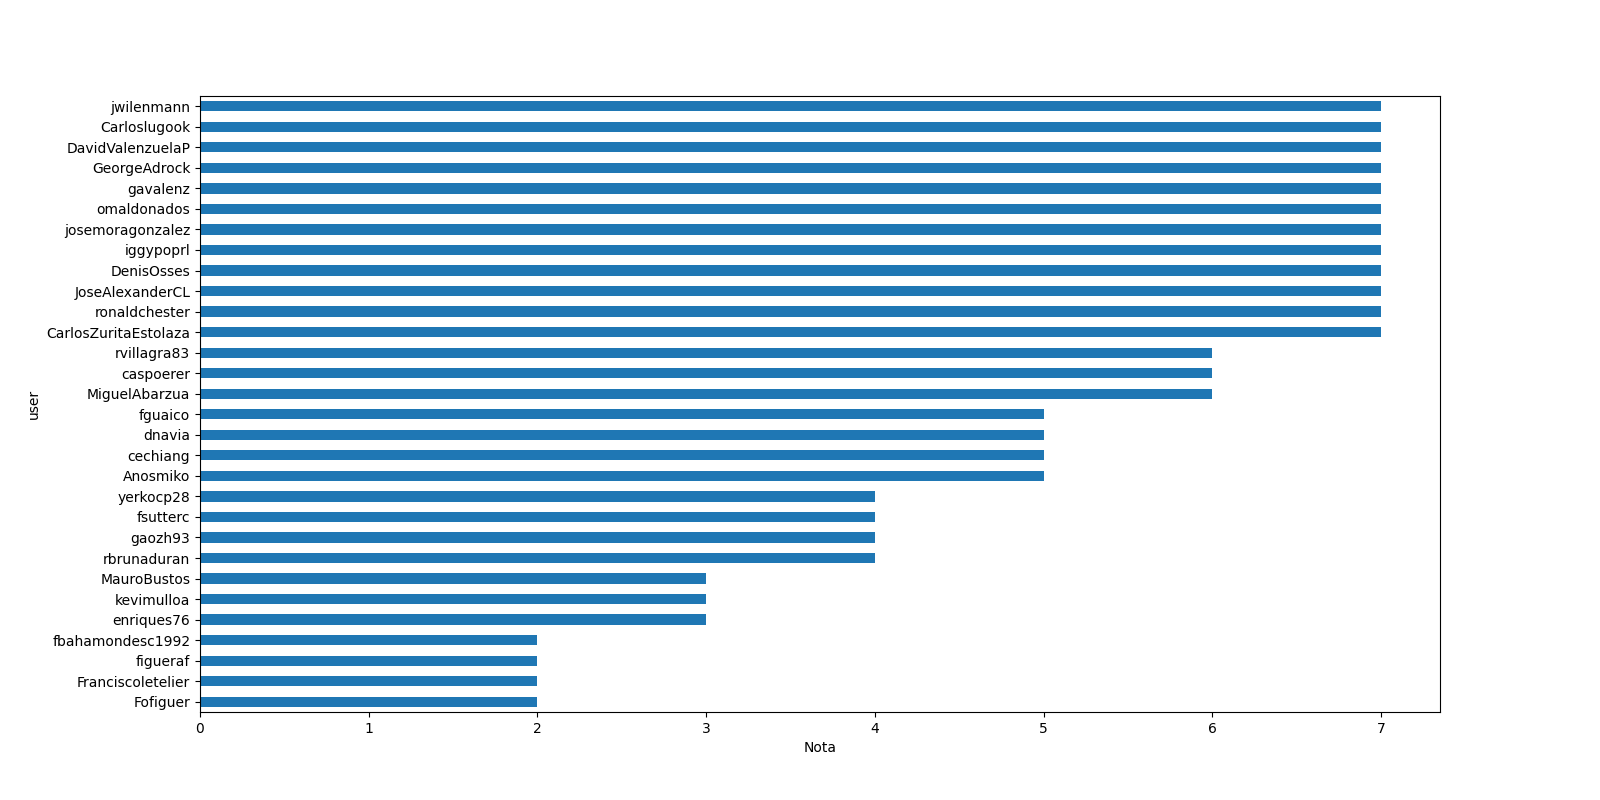 jwilenmann
Carloslugook
DavidValenzuelaP
GeorgeAdrock
gavalenz
omaldonados
josemoragonzalez
iggypoprl
DenisOsses
JoseAlexanderCL
ronaldchester
CarlosZuritaEstolaza
rvillagra83
caspoerer
MiguelAbarzua
fguaico
dnavia
cechiang
Anosmiko
yerkocp28
fsutterc
gaozh93
rbrunaduran
MauroBustos
kevimulloa
enriques76
fbahamondesc1992
figueraf
Franciscoletelier
Fofiguer
user
0 1 2 3 4 5 6 7
Nota